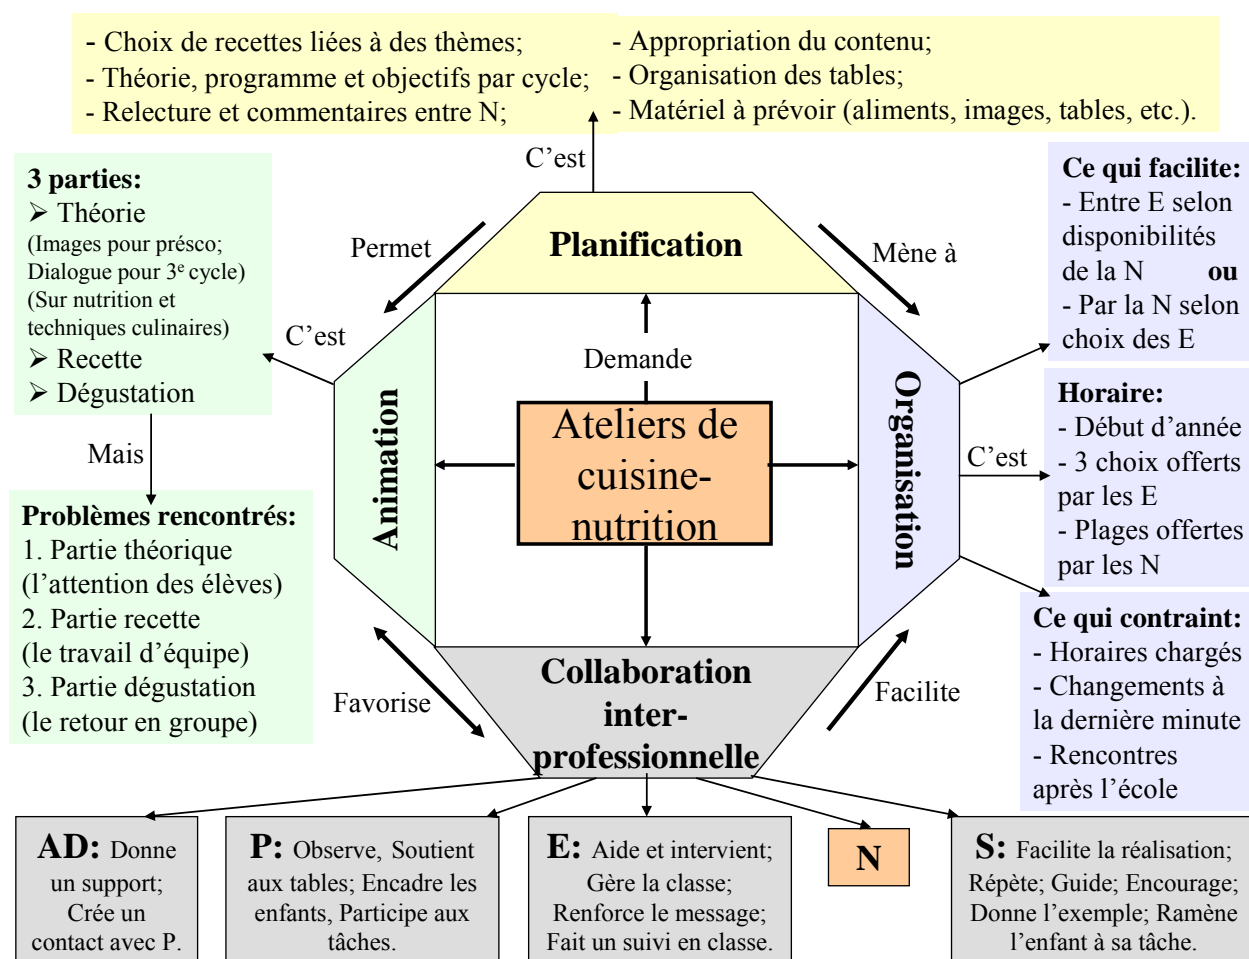 - Choix de recettes liées à des thèmes;
- Théorie, programme et objectifs par cycle;
- Relecture et commentaires entre N;
- Appropriation du contenu;
- Organisation des tables;
- Matériel à prévoir (aliments, images, tables, etc.).
C’est
3 parties:
➢ Théorie
(Images pour présco;
Dialogue pour 3e cycle)
(Sur nutrition et
techniques culinaires)
➢ Recette
➢ Dégustation
Permet
Planification
Mène à
Ce qui facilite:
- Entre E selon
disponibilités
de la N ou
- Par la N selon
choix des E
C’est
Demande
Ateliers de
cuisine-
nutrition
Animation
Organisation
C’est
Horaire:
- Début d’année
- 3 choix offerts
par les E
- Plages offertes
par les N
Mais
Problèmes rencontrés:
1. Partie théorique
(l’attention des élèves)
2. Partie recette
(le travail d’équipe)
3. Partie dégustation
(le retour en groupe)
Favorise
Collaboration
inter-
professionnelle
Facilite
Ce qui contraint:
- Horaires chargés
- Changements à
la dernière minute
- Rencontres
après l’école
AD: Donne
un support;
Crée un
contact avec P.
P: Observe, Soutient
aux tables; Encadre les
enfants, Participe aux
tâches.
E: Aide et intervient;
Gère la classe;
Renforce le message;
Fait un suivi en classe.
N
S: Facilite la réalisation;
Répète; Guide; Encourage;
Donne l’exemple; Ramène
l’enfant à sa tâche.